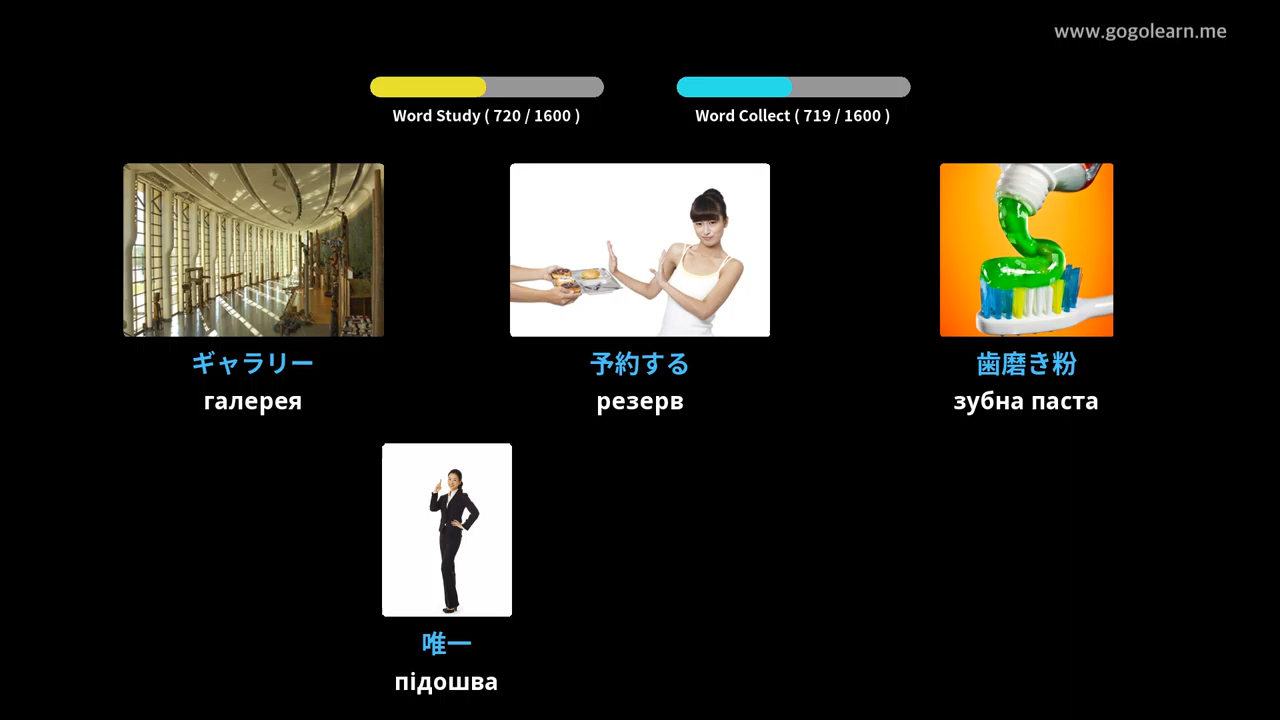 www.gogolearn.me
Word Study ( 720 / 1600 )
Word Collect ( 719 / 1600 )
ギャラリー
галерея
予約する
резерв
歯磨き粉
зубна паста
唯一
підошва